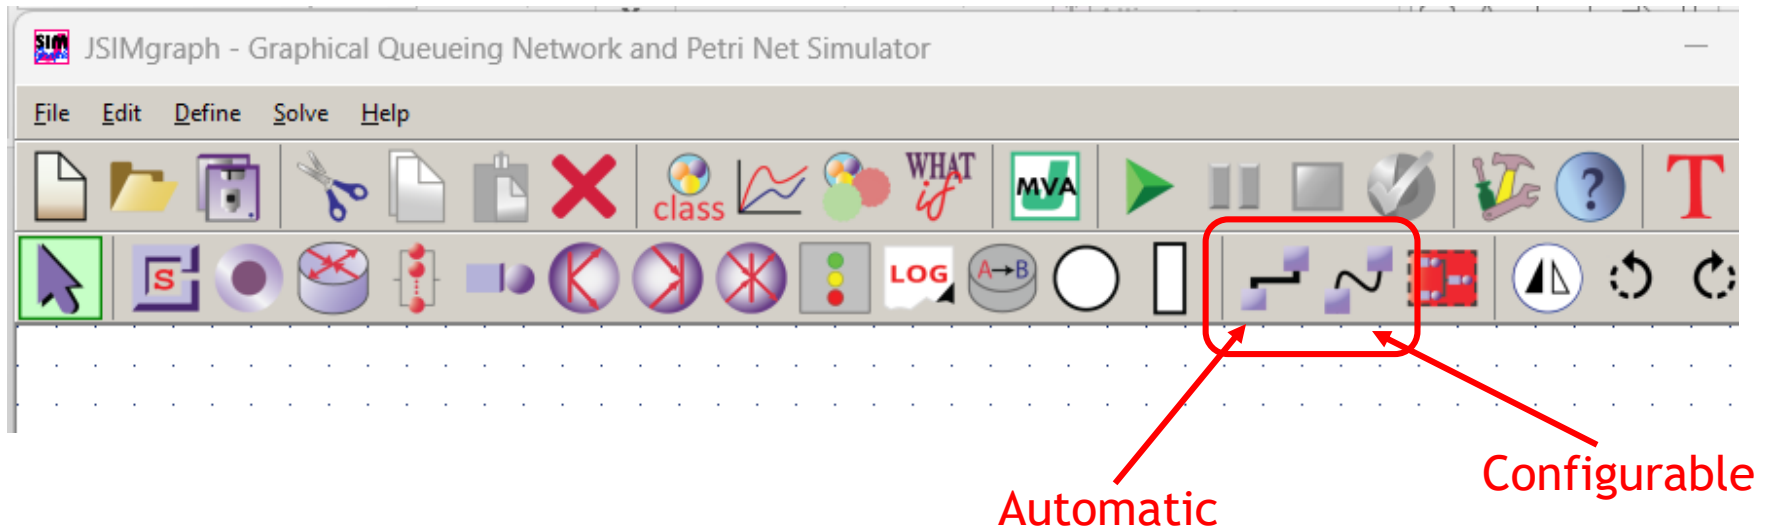 SIM JSIMgraph - Graphical Queueing Network and Petri Net Simulator
File Edit Define Solve Help
class WHAT if MVA ? T
S LOG A→B
Automatic
Configurable